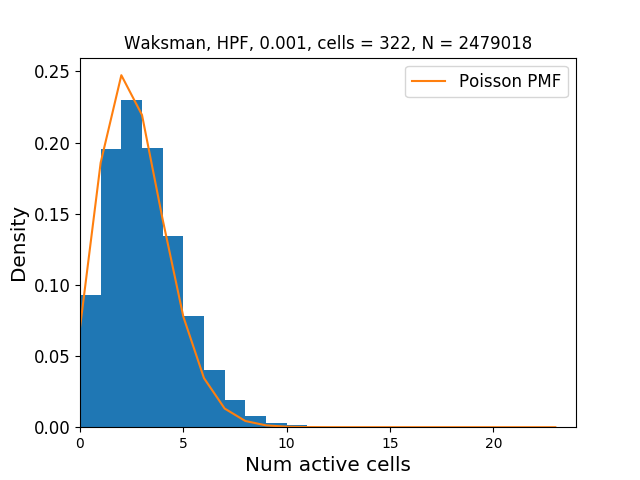 Waksman, HPF, 0.001, cells = 322, N = 2479018
Poisson PMF
0.25
0.20
0.15
0.10
0.05
0.00
Density
0 5 10 15 20
Num active cells